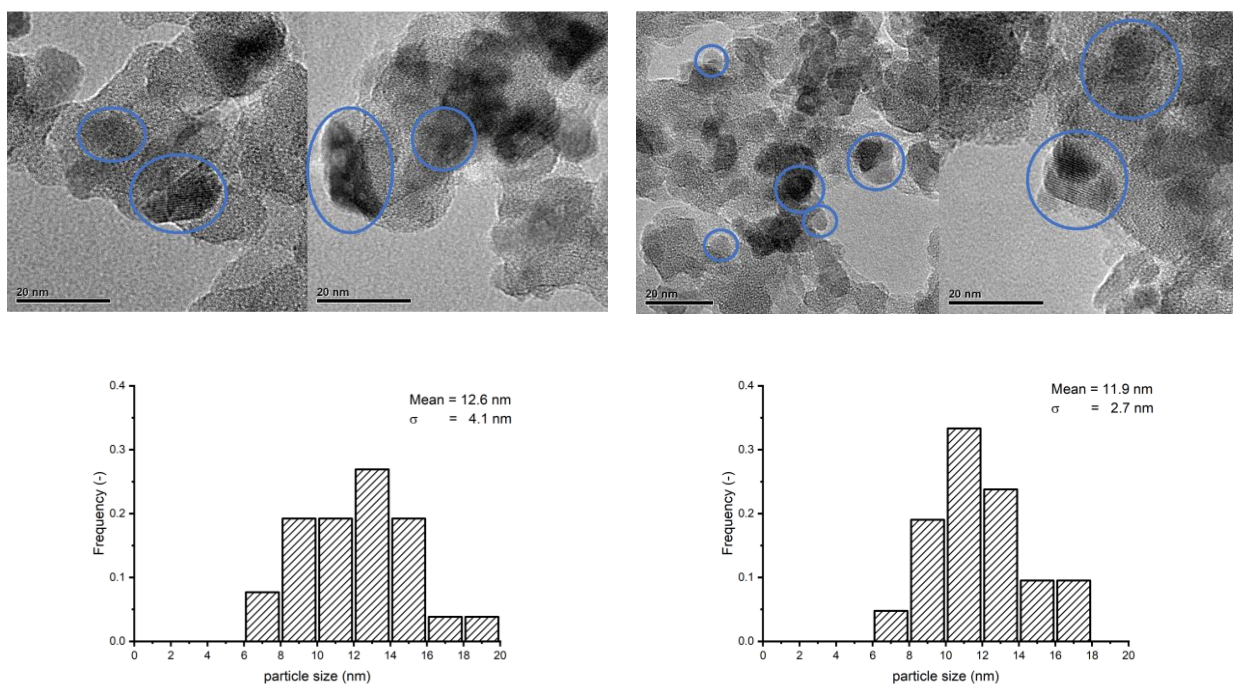 20 nm
20 nm
20 nm
20 nm
Mean = 12.6 nm
σ = 4.1 nm
Frequency (-)
0.4
0.3
0.2
0.1
0.0
0 2 4 6 8 10 12 14 16 18 20
particle size (nm)
Mean = 11.9 nm
σ = 2.7 nm
Frequency (-)
0.4
0.3
0.2
0.1
0.0
0 2 4 6 8 10 12 14 16 18 20
particle size (nm)